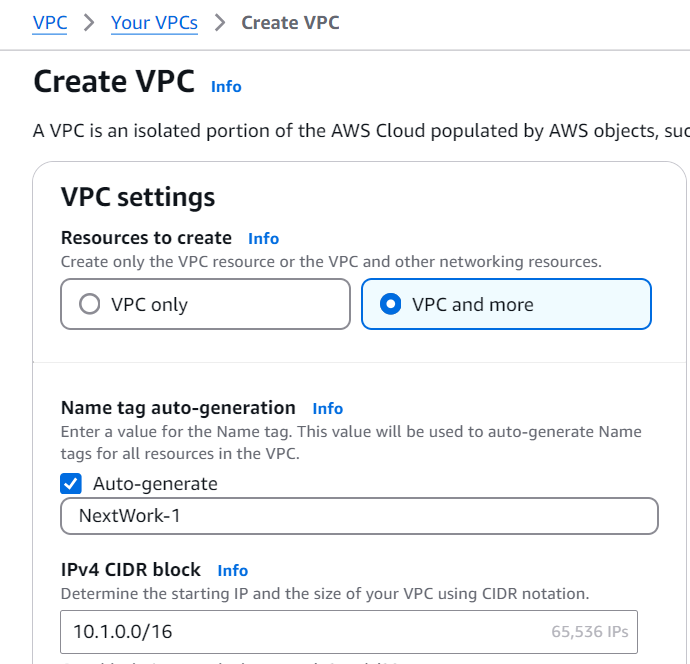 VPC > Your VPCs > Create VPC
Create VPC Info
A VPC is an isolated portion of the AWS Cloud populated by AWS objects,
VPC settings
Resources to create Info
Create only the VPC resource or the VPC and other networking resources.
VPC only VPC and more
Name tag auto-generation Info
Enter a value for the Name tag. This value will be used to auto-generate Name
tags for all resources in the VPC.
Auto-generate
NextWork-1
IPv4 CIDR block Info
Determine the starting IP and the size of your VPC using CIDR notation.
10.1.0.0/16 65,536 IPs